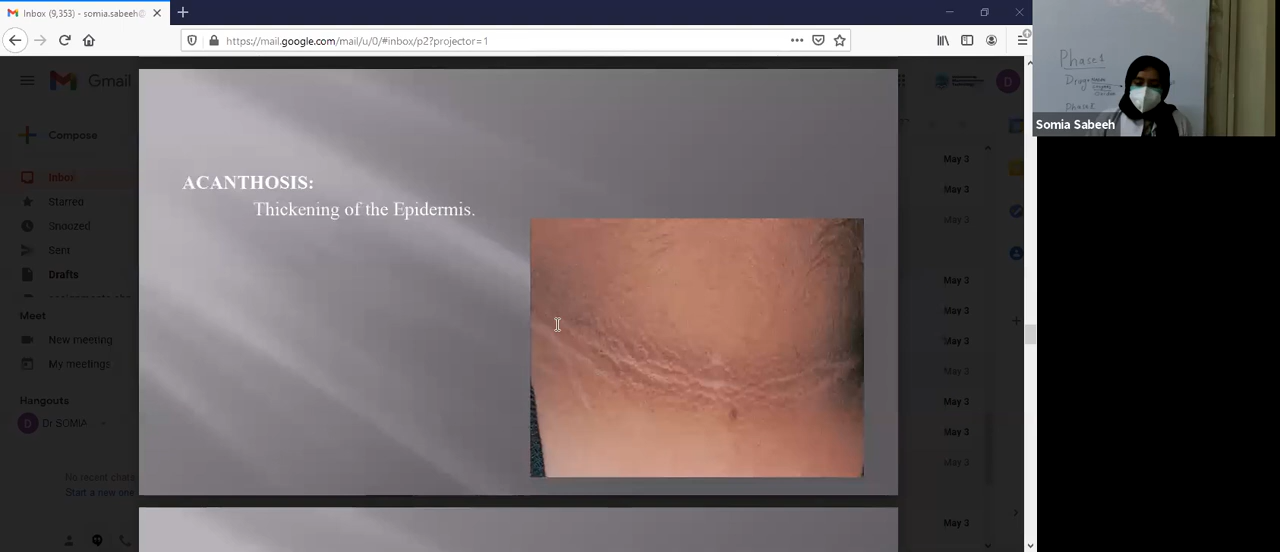 Inbox (9,353) - somia.sabeeh@
https://mail.google.com/mail/u/0/#inbox/p2?projector=1
Gmail
Compose
Inbox
Starred
Snoozed
Sent
Drafts
Meet
New meeting
My meetings
Hangouts
Dr SOMIA
No recent chats
Start a new one
ACANTHOSIS:
Thickening of the Epidermis.
May 3
May 3
May 3
May 3
May 3
May 3
May 3
May 3
May 3
May 3
May 3
D
D
Phase 1
Drug
Phase
Somia Sabeeh